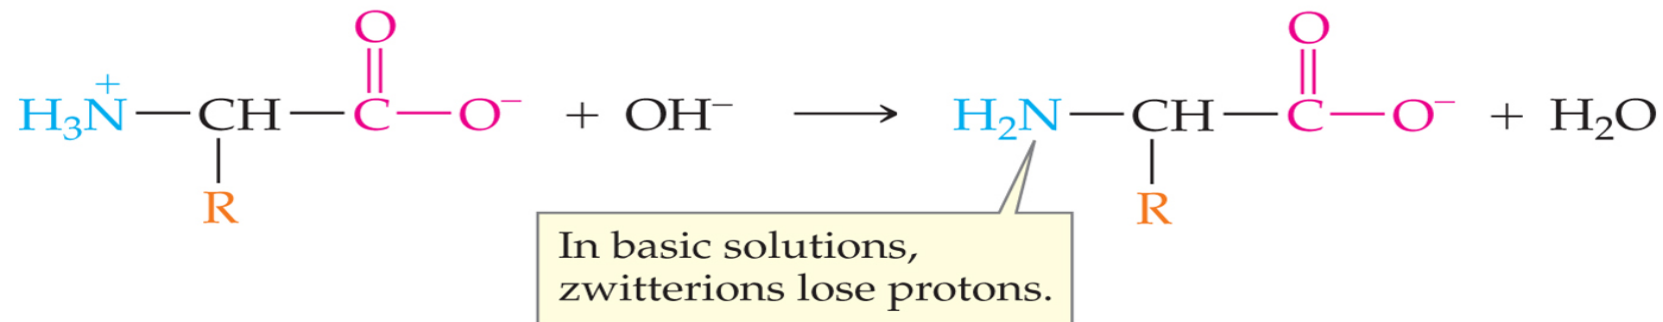 O O
H₃N⁺—CH—C—O⁻ + OH⁻ ⟶ H₂N—CH—C—O⁻ + H₂O
R R
In basic solutions,
zwitterions lose protons.